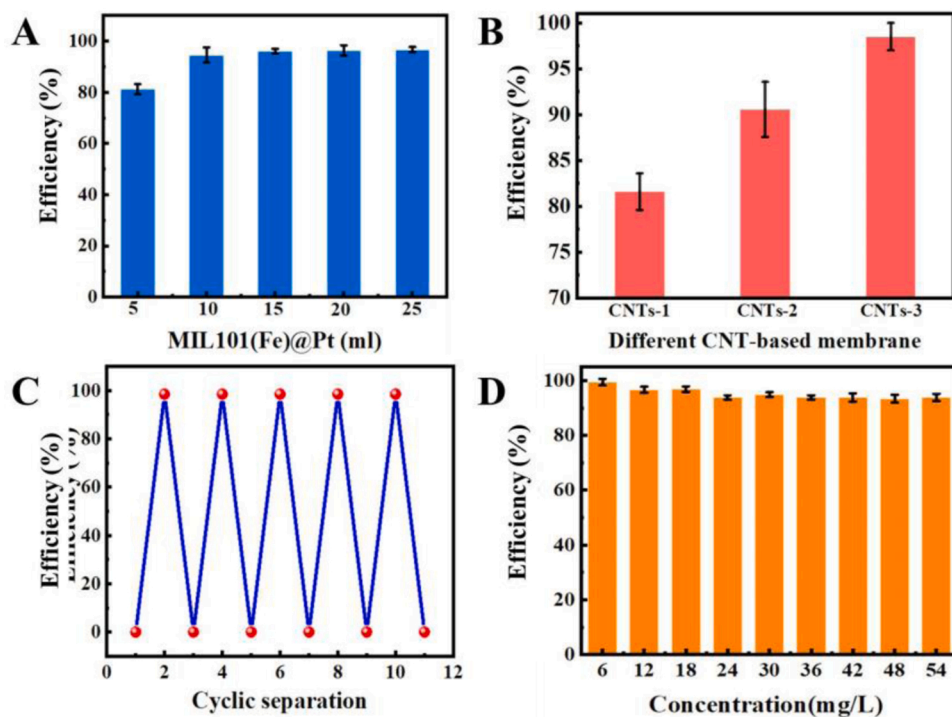 A
Efficiency (%)
100
80
60
40
20
0
5 10 15 20 25
MIL101(Fe)@Pt (ml)
B
Efficiency (%)
100
95
90
85
80
75
70
CNTs-1 CNTs-2 CNTs-3
Different CNT-based membrane
C
Efficiency (%)
Efficiency (%)
100
80
60
40
20
0
0 2 4 6 8 10 12
Cyclic separation
D
Efficiency (%)
100
80
60
40
20
0
6 12 18 24 30 36 42 48 54
Concentration(mg/L)